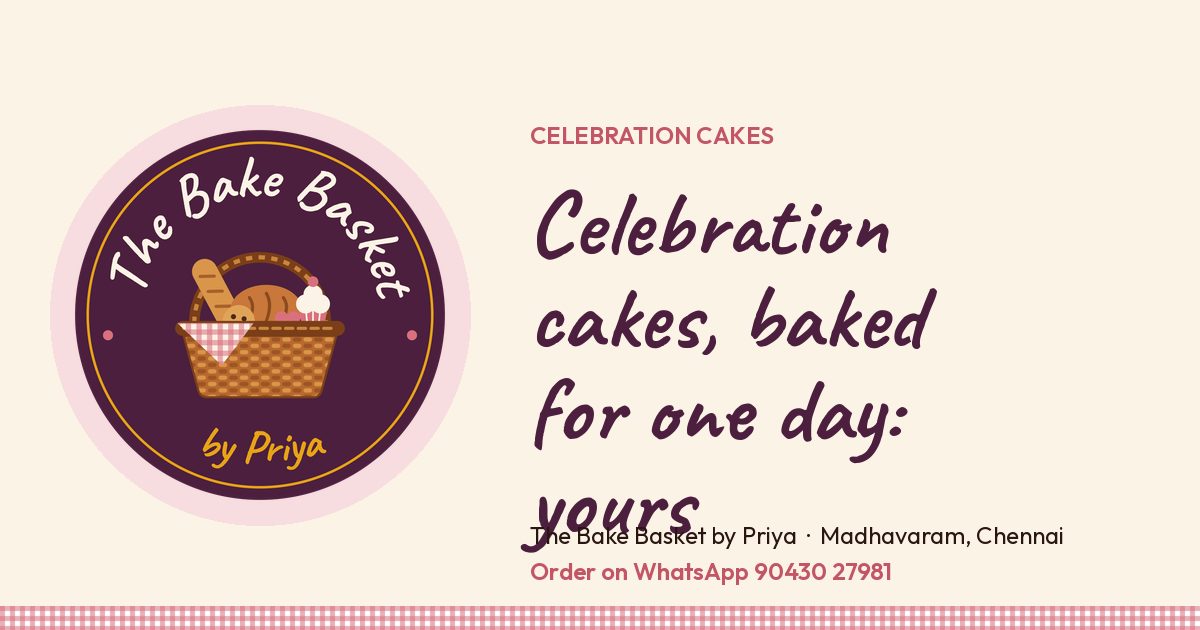 The Bake Basket
by Priya
CELEBRATION CAKES
Celebration
cakes, baked
for one day:
yours
The Bake Basket by Priya · Madhavaram, Chennai
Order on WhatsApp 90430 27981